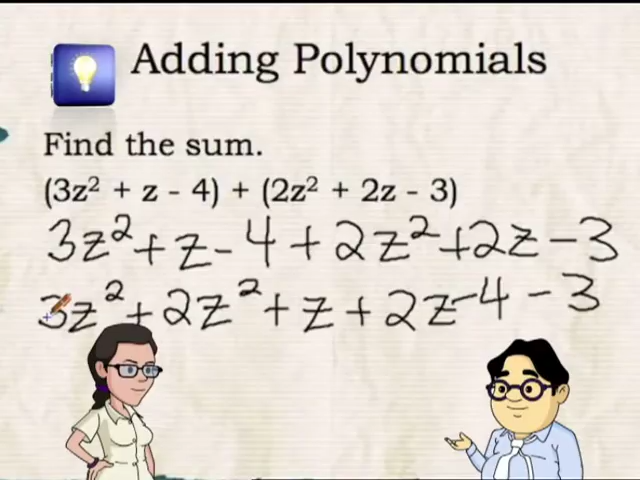 Adding Polynomials
Find the sum.
(3z² + z - 4) + (2z² + 2z - 3)
3z²+z-4+2z²+2z-3
3z²+2z²+z+2z-4-3